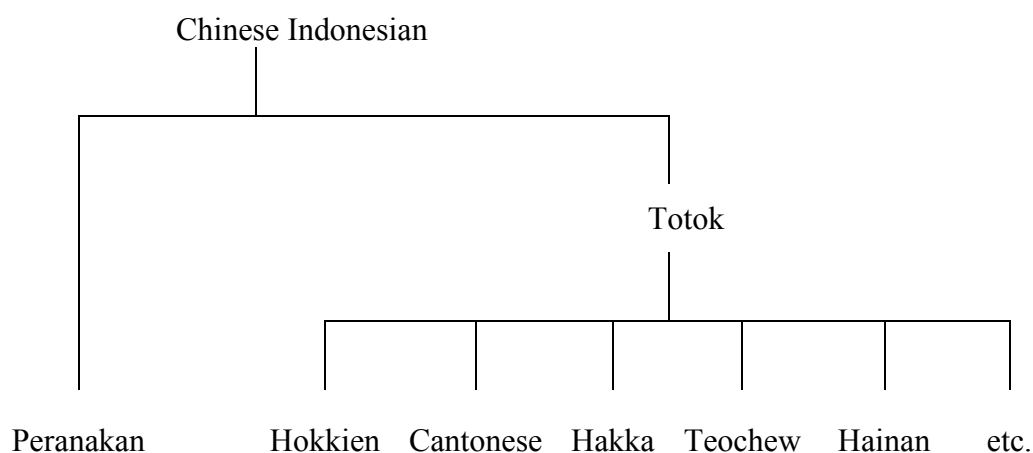 Chinese Indonesian
Totok
Peranakan Hokkien Cantonese Hakka Teochew Hainan etc.